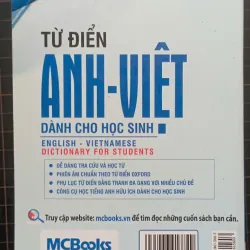 TỪ ĐIỂN
ANH-VIỆT
DÀNH CHO HỌC SINH
ENGLISH - VIETNAMESE
DICTIONARY FOR STUDENTS
DỄ DÀNG TRA CỨU VÀ HỌC TỪ
PHIÊN ÂM CHUẨN THEO TỪ ĐIỂN OXFORD
PHỤ LỤC TỪ ĐIỂN BẰNG TRANH ĐA DẠNG VỚI NHIỀU CHỦ ĐỀ
CÔNG CỤ HỌC TIẾNG ANH HỮU ÍCH DÀNH CHO HỌC SINH
Truy cập website: mcbooks.vn để tìm đọc những cuốn sách bạn cần.
MCBooks